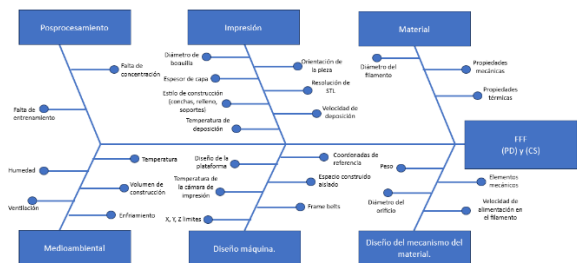 Posprocesamiento
Impresión
Material
Falta de
concentración
Falta de
entrenamiento
Diámetro de
boquilla
Espesor de capa
Estilo de construcción
(conchas, relleno,
soportes)
Temperatura de
deposición
Orientación de
la pieza
Resolución de
STL
Velocidad de
deposición
Diámetro del
filamento
Propiedades
mecánicas
Propiedades
térmicas
FFF
(PD) y (CS)
Humedad
Ventilación
Temperatura
Volumen de
construcción
Enfriamiento
Diseño de la
plataforma
Temperatura de
la cámara de
impresión
X, Y, Z limites
Coordenadas de
referencia
Espacio construido
aislado
Frame bolts
Peso
Diámetro del
orificio
Elementos
mecánicos
Velocidad de
alimentación en
el filamento
Medioambiental
Diseño máquina.
Diseño del mecanismo del
material.